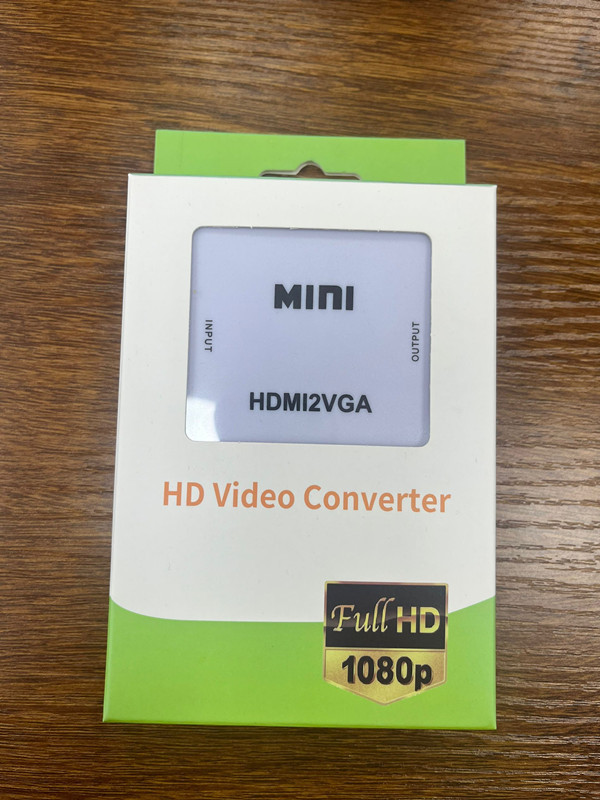 MINI
INPUT
OUTPUT
HDMI2VGA
HD Video Converter
Full HD
1080p